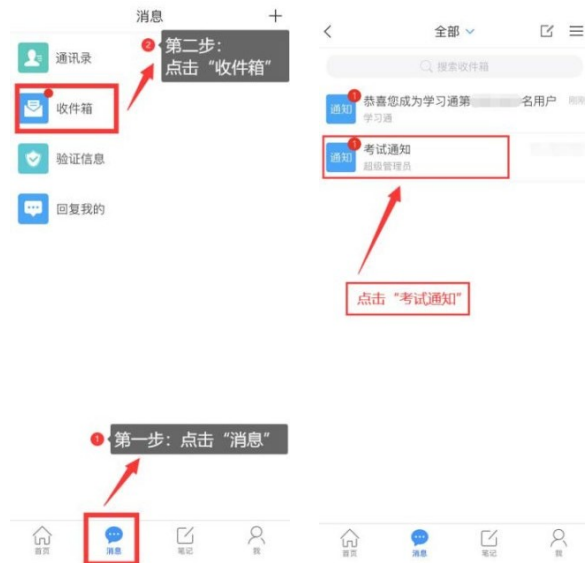 消息
+
通讯录
2 第二步：
点击“收件箱”
收件箱
验证信息
回复我的
1 第一步：点击“消息”
首页
消息
笔记
我
全部
搜索收件箱
通知
1
恭喜您成为学习通第
名用户
学习通
通知
1
考试通知
超级管理员
点击“考试通知”
首页
消息
笔记
我